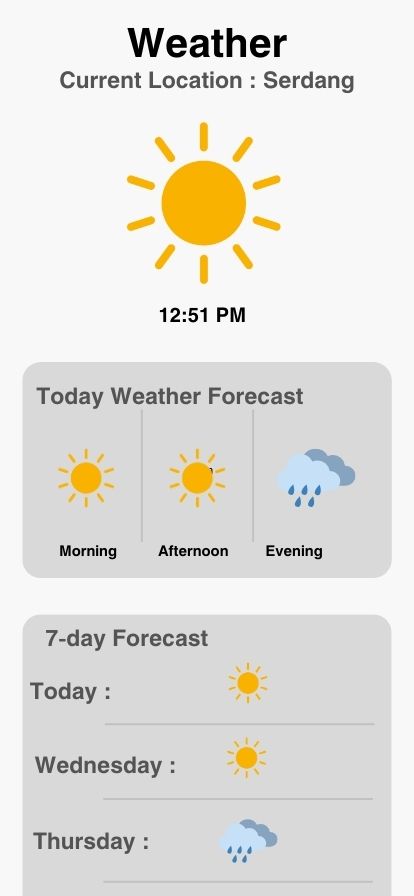 Weather
Current Location : Serdang
12:51 PM
Today Weather Forecast
Morning
Afternoon
Evening
7-day Forecast
Today :
Wednesday :
Thursday :